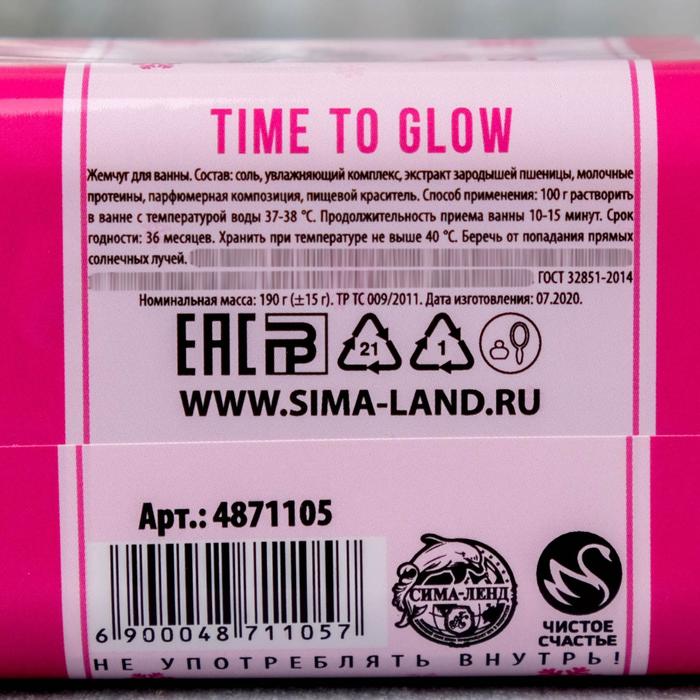 TIME TO GLOW
Жемчуг для ванны. Состав: соль, увлажняющий комплекс, экстракт зародышей пшеницы, молочные
протеины, парфюмерная композиция, пищевой краситель. Способ применения: 100 г растворить
в ванне с температурой воды 37-38 °С. Продолжительность приема ванны 10-15 минут. Срок
годности: 36 месяцев. Хранить при температуре не выше 40 °С. Беречь от попадания прямых
солнечных лучей.
ГОСТ 32851-2014
Номинальная масса: 190 г (±15 г). ТР ТС 009/2011. Дата изготовления: 07.2020.
EAC 21 1
WWW.SIMA-LAND.RU
Арт.: 4871105
СИМА-ЛЕНД
ЧИСТОЕ
СЧАСТЬЕ
6 900048 711057
НЕ УПОТРЕБЛЯТЬ ВНУТРЬ!